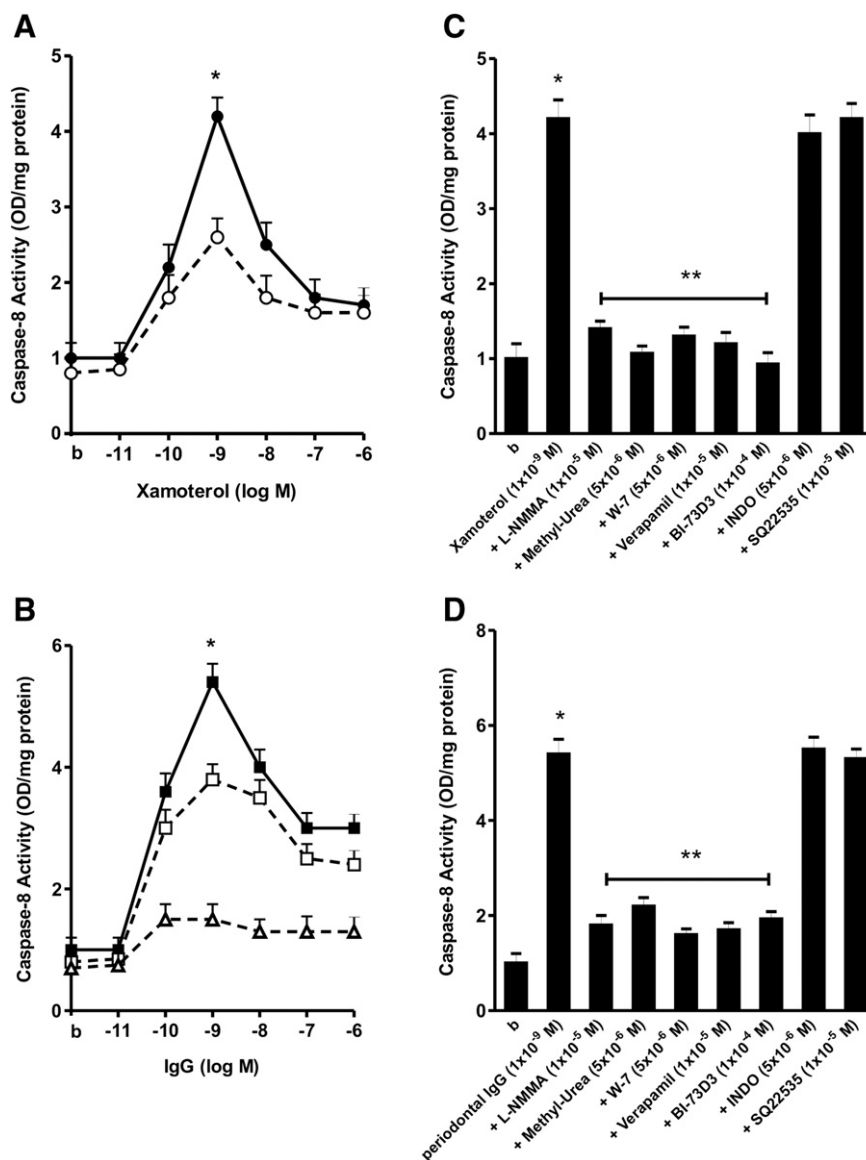 A
5
4
3
2
1
0
Caspase-8 Activity (OD/mg protein)
*
b -11 -10 -9 -8 -7 -6
Xamoterol (log M)
C
5
4
3
2
1
0
Caspase-8 Activity (OD/mg protein)
*
**
b
Xamoterol (1x10⁻⁹ M)
+ L-NMMA (1x10⁻⁵ M)
+ Methyl-Urea (5x10⁻⁶ M)
+ W-7 (5x10⁻⁶ M)
+ Verapamil (1x10⁻⁵ M)
+ BI-73D3 (1x10⁻⁴ M)
+ INDO (5x10⁻⁶ M)
+ SQ22535 (1x10⁻⁵ M)
B
6
4
2
0
Caspase-8 Activity (OD/mg protein)
*
b -11 -10 -9 -8 -7 -6
IgG (log M)
D
8
6
4
2
0
Caspase-8 Activity (OD/mg protein)
*
**
b
periodontal IgG (1x10⁻⁹ M)
+ L-NMMA (1x10⁻⁵ M)
+ Methyl-Urea (5x10⁻⁶ M)
+ W-7 (5x10⁻⁶ M)
+ Verapamil (1x10⁻⁵ M)
+ BI-73D3 (1x10⁻⁴ M)
+ INDO (5x10⁻⁶ M)
+ SQ22535 (1x10⁻⁵ M)